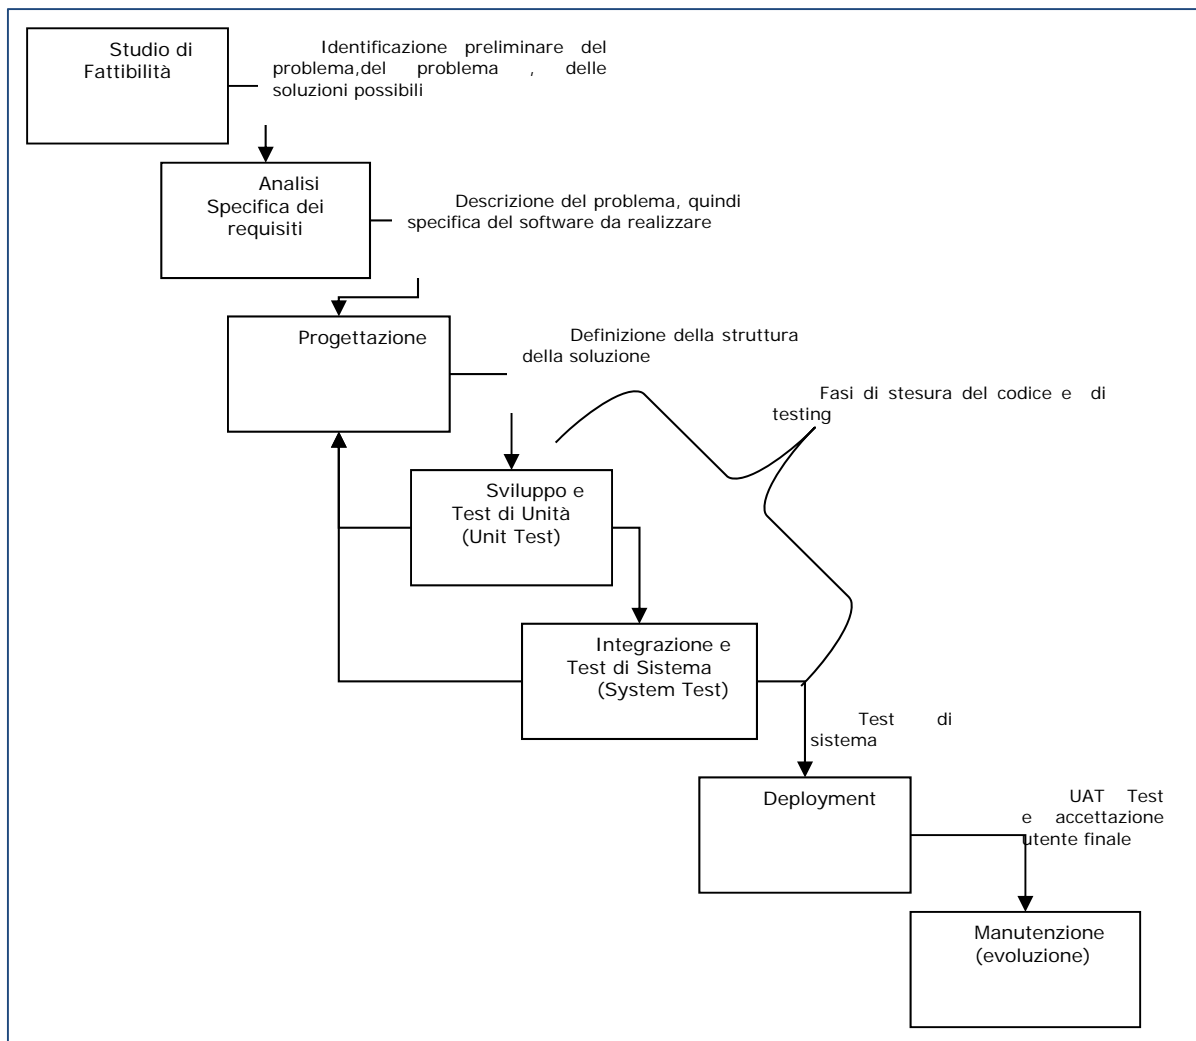 Studio di
Fattibilità
Identificazione preliminare del
problema,del problema , delle
soluzioni possibili
Analisi
Specifica dei
requisiti
Descrizione del problema, quindi
specifica del software da realizzare
Progettazione
Definizione della struttura
della soluzione
Fasi di stesura del codice e di
testing
Sviluppo e
Test di Unità
(Unit Test)
Integrazione e
Test di Sistema
(System Test)
Test di
sistema
Deployment
UAT Test
e accettazione
utente finale
Manutenzione
(evoluzione)